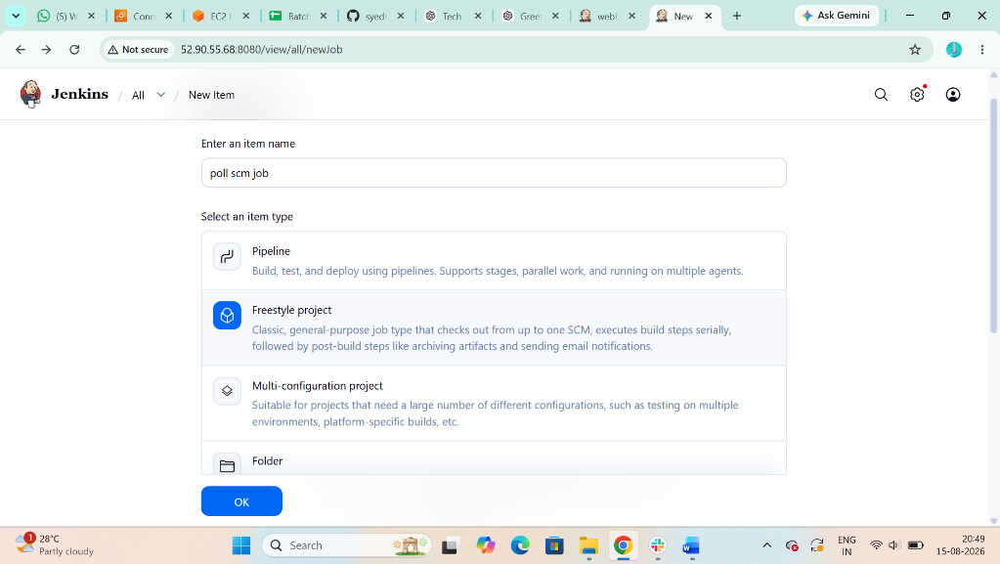 (5) W
Conn
EC2 I
Batch
syeds
Tech
Greet
webh
New
Ask Gemini
Not secure
52.90.55.68:8080/view/all/newJob
Jenkins / All / New Item
Enter an item name
poll scm job
Select an item type
Pipeline
Build, test, and deploy using pipelines. Supports stages, parallel work, and running on multiple agents.
Freestyle project
Classic, general-purpose job type that checks out from up to one SCM, executes build steps serially,
followed by post-build steps like archiving artifacts and sending email notifications.
Multi-configuration project
Suitable for projects that need a large number of different configurations, such as testing on multiple
environments, platform-specific builds, etc.
Folder
OK
1
28°C
Partly cloudy
Search
ENG
IN
20:49
15-08-2026